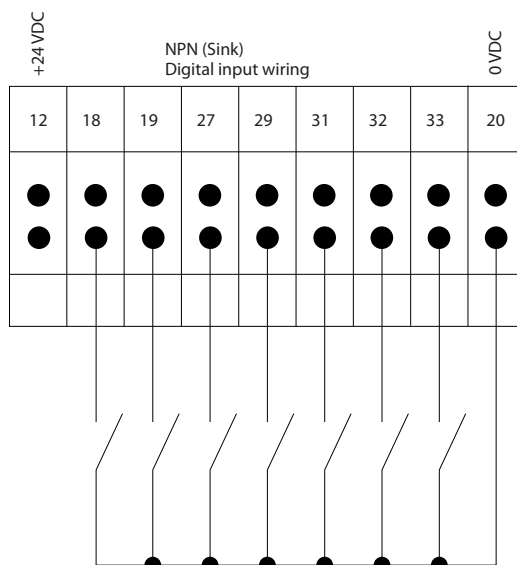 +24 VDC
NPN (Sink)
Digital input wiring
0 VDC
12 18 19 27 29 31 32 33 20